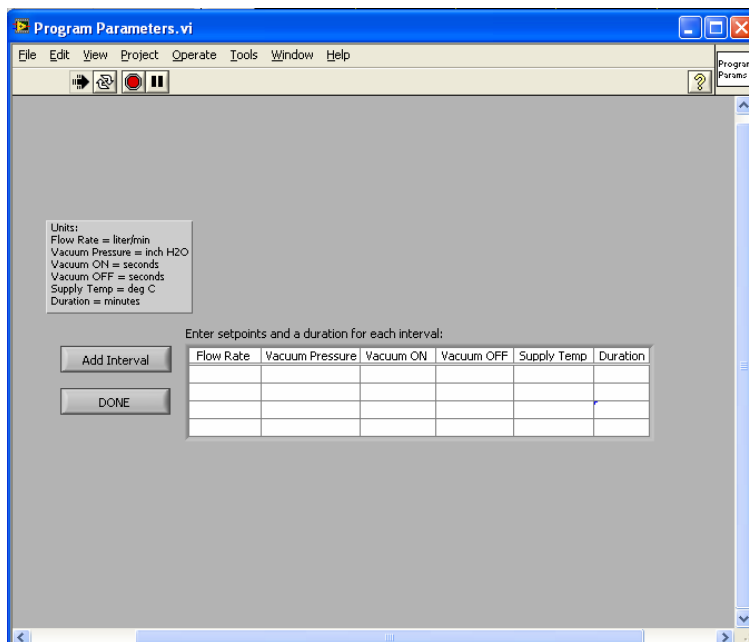 Program Parameters.vi
File Edit View Project Operate Tools Window Help
?
Program
Params
Units:
Flow Rate = liter/min
Vacuum Pressure = inch H2O
Vacuum ON = seconds
Vacuum OFF = seconds
Supply Temp = deg C
Duration = minutes
Enter setpoints and a duration for each interval:
Add Interval
Flow Rate Vacuum Pressure Vacuum ON Vacuum OFF Supply Temp Duration
DONE